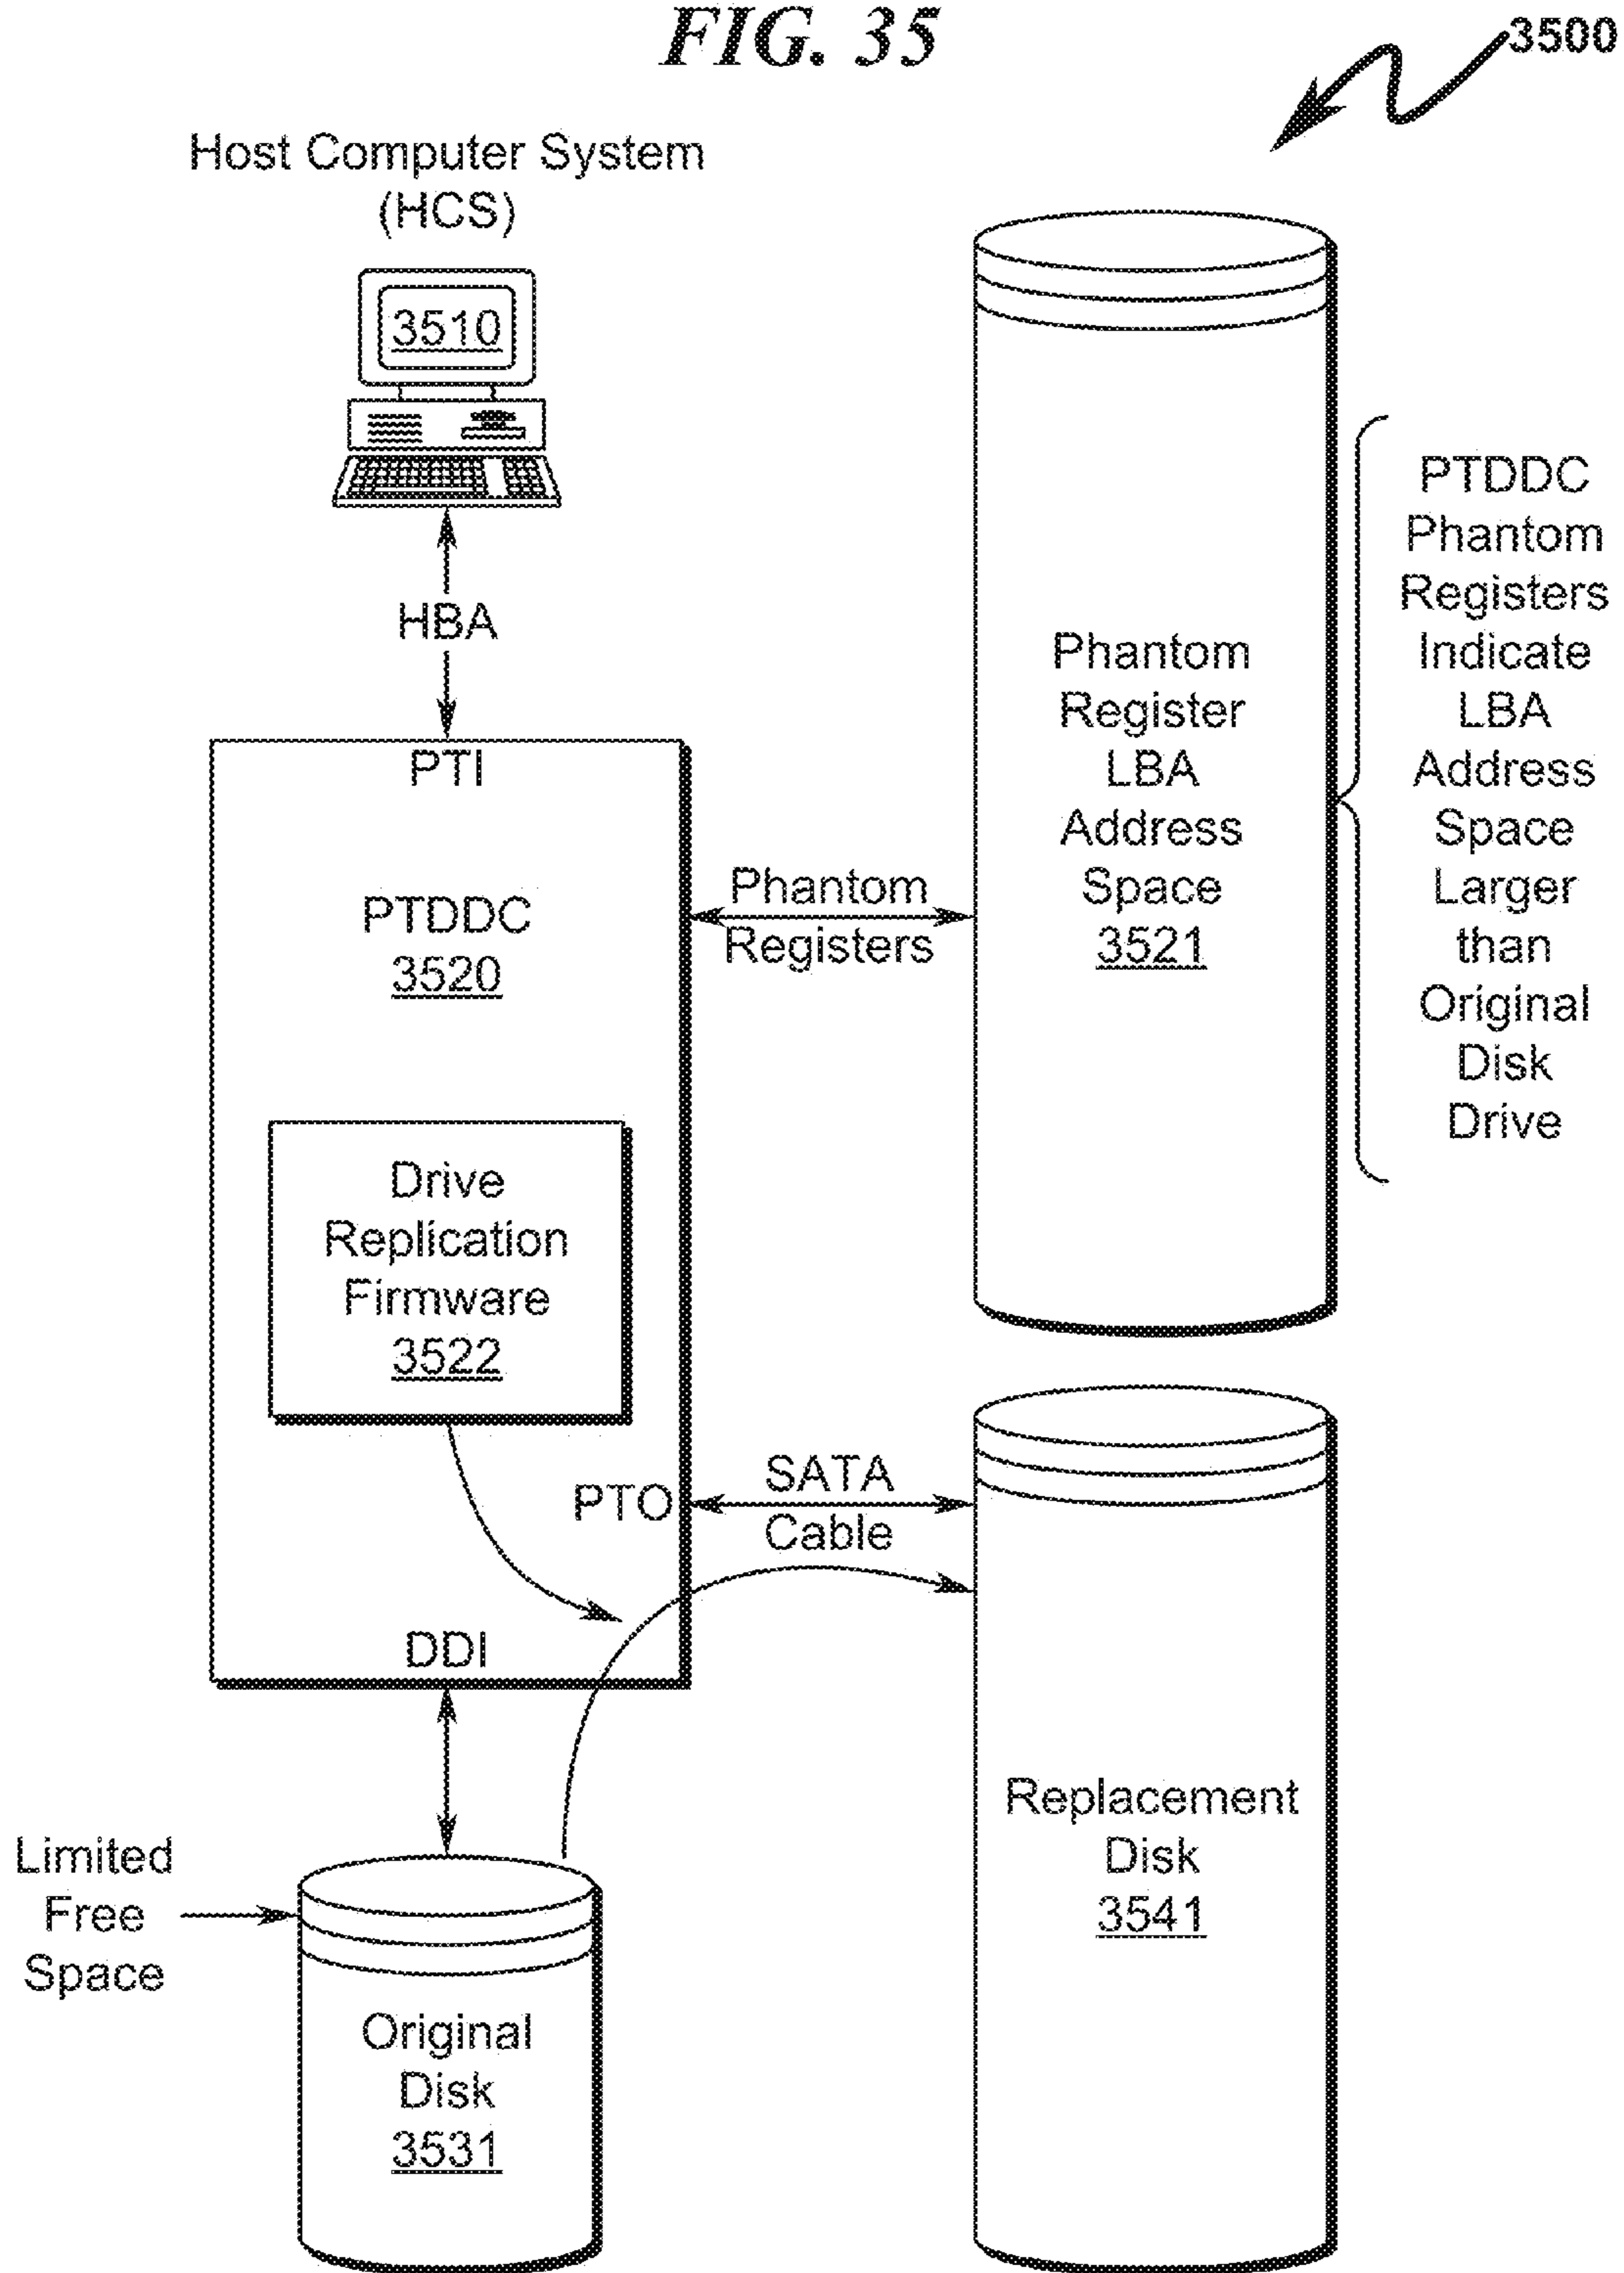 FIG. 35
3500
Host Computer System
(HCS)
3510
HBA
PTI
PTDDC
3520
Phantom
Registers
Phantom
Register
LBA
Address
Space
3521
PTDDC
Phantom
Registers
Indicate
LBA
Address
Space
Larger
than
Original
Disk
Drive
Drive
Replication
Firmware
3522
PTO
SATA
Cable
DDI
Limited
Free
Space
Original
Disk
3531
Replacement
Disk
3541